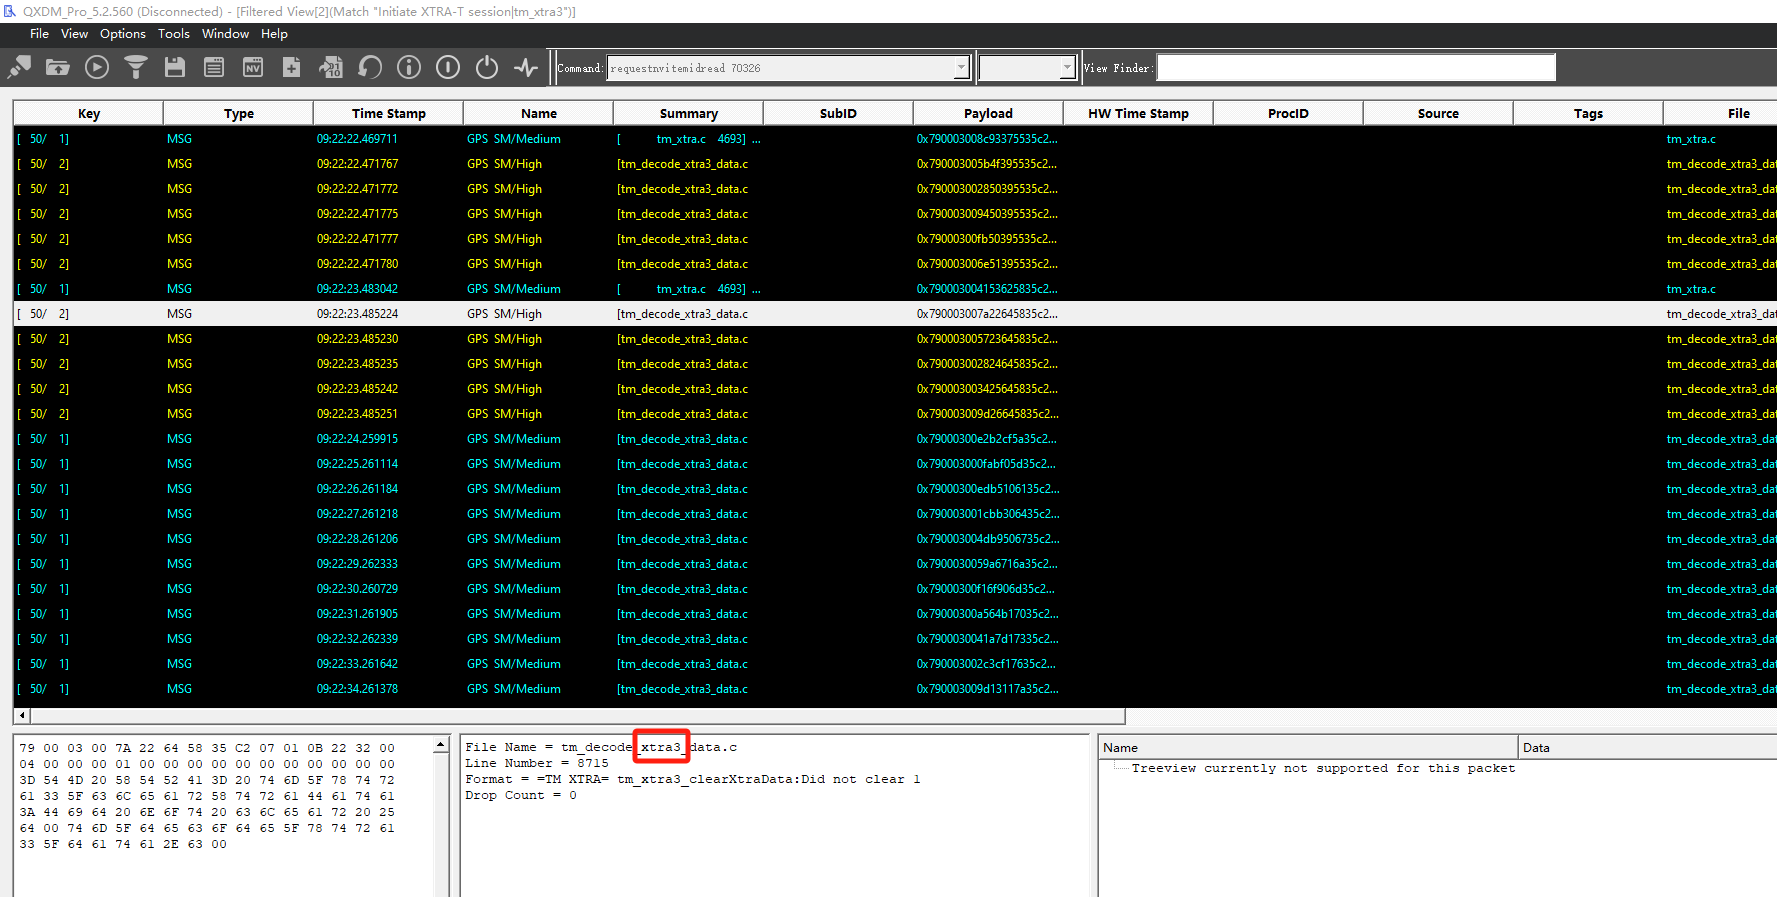 QXDM_Pro_5.2.560 (Disconnected) - [Filtered View[2](Match "Initiate XTRA-T session|tm_xtra3")]
File View Options Tools Window Help
NV 01 10 Command: requestnvitemidread 70326 View Finder:
Key Type Time Stamp Name Summary SubID Payload HW Time Stamp ProcID Source Tags File
[ 50/ 1] MSG 09:22:22.469711 GPS SM/Medium [ tm_xtra.c 4693] ... 0x790003008c93375535c2... tm_xtra.c
[ 50/ 2] MSG 09:22:22.471767 GPS SM/High [tm_decode_xtra3_data.c 0x790003005b4f395535c2... tm_decode_xtra3_dat
[ 50/ 2] MSG 09:22:22.471772 GPS SM/High [tm_decode_xtra3_data.c 0x790003002850395535c2... tm_decode_xtra3_dat
[ 50/ 2] MSG 09:22:22.471775 GPS SM/High [tm_decode_xtra3_data.c 0x790003009450395535c2... tm_decode_xtra3_dat
[ 50/ 2] MSG 09:22:22.471777 GPS SM/High [tm_decode_xtra3_data.c 0x79000300fb50395535c2... tm_decode_xtra3_dat
[ 50/ 2] MSG 09:22:22.471780 GPS SM/High [tm_decode_xtra3_data.c 0x790003006e51395535c2... tm_decode_xtra3_dat
[ 50/ 1] MSG 09:22:23.483042 GPS SM/Medium [ tm_xtra.c 4693] ... 0x790003004153625835c2... tm_xtra.c
[ 50/ 2] MSG 09:22:23.485224 GPS SM/High [tm_decode_xtra3_data.c 0x790003007a22645835c2... tm_decode_xtra3_dat
[ 50/ 2] MSG 09:22:23.485230 GPS SM/High [tm_decode_xtra3_data.c 0x790003005723645835c2... tm_decode_xtra3_dat
[ 50/ 2] MSG 09:22:23.485235 GPS SM/High [tm_decode_xtra3_data.c 0x790003002824645835c2... tm_decode_xtra3_dat
[ 50/ 2] MSG 09:22:23.485242 GPS SM/High [tm_decode_xtra3_data.c 0x790003003425645835c2... tm_decode_xtra3_dat
[ 50/ 2] MSG 09:22:23.485251 GPS SM/High [tm_decode_xtra3_data.c 0x790003009d26645835c2... tm_decode_xtra3_dat
[ 50/ 1] MSG 09:22:24.259915 GPS SM/Medium [tm_decode_xtra3_data.c 0x79000300e2b2cf5a35c2... tm_decode_xtra3_dat
[ 50/ 1] MSG 09:22:25.261114 GPS SM/Medium [tm_decode_xtra3_data.c 0x790003000fabf05d35c2... tm_decode_xtra3_dat
[ 50/ 1] MSG 09:22:26.261184 GPS SM/Medium [tm_decode_xtra3_data.c 0x79000300edb5106135c2... tm_decode_xtra3_dat
[ 50/ 1] MSG 09:22:27.261218 GPS SM/Medium [tm_decode_xtra3_data.c 0x790003001cbb306435c2... tm_decode_xtra3_dat
[ 50/ 1] MSG 09:22:28.261206 GPS SM/Medium [tm_decode_xtra3_data.c 0x790003004db9506735c2... tm_decode_xtra3_dat
[ 50/ 1] MSG 09:22:29.262333 GPS SM/Medium [tm_decode_xtra3_data.c 0x7900030059a6716a35c2... tm_decode_xtra3_dat
[ 50/ 1] MSG 09:22:30.260729 GPS SM/Medium [tm_decode_xtra3_data.c 0x79000300f16f906d35c2... tm_decode_xtra3_dat
[ 50/ 1] MSG 09:22:31.261905 GPS SM/Medium [tm_decode_xtra3_data.c 0x79000300a564b17035c2... tm_decode_xtra3_dat
[ 50/ 1] MSG 09:22:32.262339 GPS SM/Medium [tm_decode_xtra3_data.c 0x7900030041a7d17335c2... tm_decode_xtra3_dat
[ 50/ 1] MSG 09:22:33.261642 GPS SM/Medium [tm_decode_xtra3_data.c 0x790003002c3cf17635c2... tm_decode_xtra3_dat
[ 50/ 1] MSG 09:22:34.261378 GPS SM/Medium [tm_decode_xtra3_data.c 0x790003009d13117a35c2... tm_decode_xtra3_dat
79 00 03 00 7A 22 64 58 35 C2 07 01 0B 22 32 00
04 00 00 00 01 00 00 00 00 00 00 00 00 00 00 00
3D 54 4D 20 58 54 52 41 3D 20 74 6D 5F 78 74 72
61 33 5F 63 6C 65 61 72 58 74 72 61 44 61 74 61
3A 44 69 64 20 6E 6F 74 20 63 6C 65 61 72 20 25
64 00 74 6D 5F 64 65 63 6F 64 65 5F 78 74 72 61
33 5F 64 61 74 61 2E 63 00
File Name = tm_decode_xtra3_data.c
Line Number = 8715
Format = =TM XTRA= tm_xtra3_clearXtraData:Did not clear 1
Drop Count = 0
Name Data
Treeview currently not supported for this packet